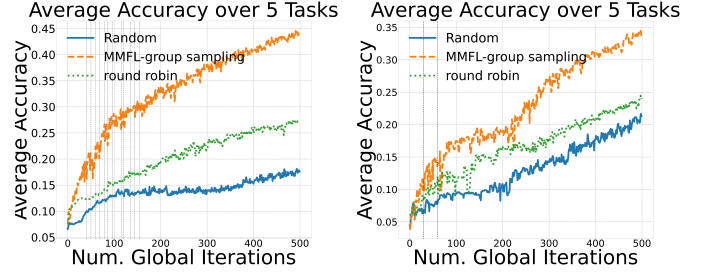 Average Accuracy over 5 Tasks
Average Accuracy
0.45
0.40
0.35
0.30
0.25
0.20
0.15
0.10
0.05
Random
MMFL-group sampling
round robin
0 100 200 300 400 500
Num. Global Iterations
Average Accuracy over 5 Tasks
Average Accuracy
0.35
0.30
0.25
0.20
0.15
0.10
0.05
Random
MMFL-group sampling
round robin
0 100 200 300 400 500
Num. Global Iterations